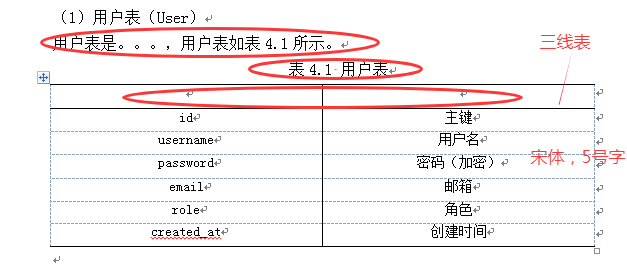 （1）用户表（User）
用户表是。。。，用户表如表4.1所示。
三线表
表4.1 用户表
id 主键
username 用户名
password 密码（加密）
宋体，5号字
email 邮箱
role 角色
created_at 创建时间